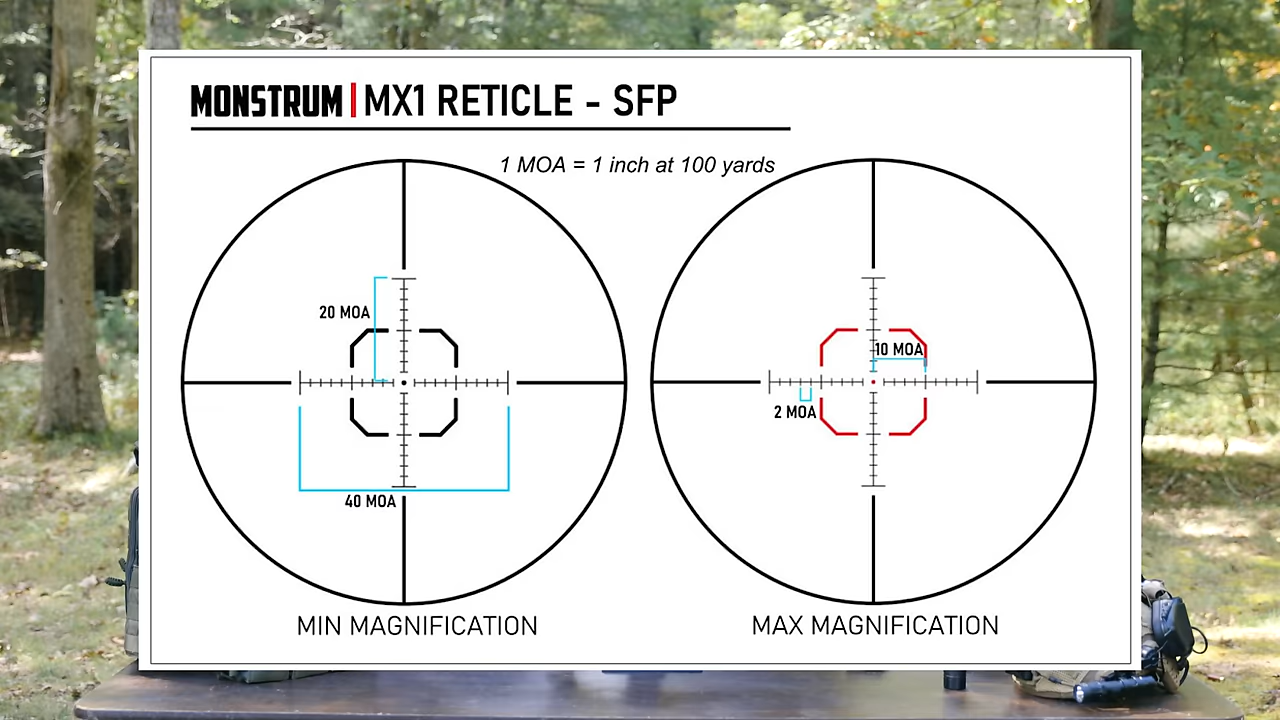 MONSTRUM | MX1 RETICLE - SFP
1 MOA = 1 inch at 100 yards
20 MOA
40 MOA
10 MOA
2 MOA
MIN MAGNIFICATION
MAX MAGNIFICATION